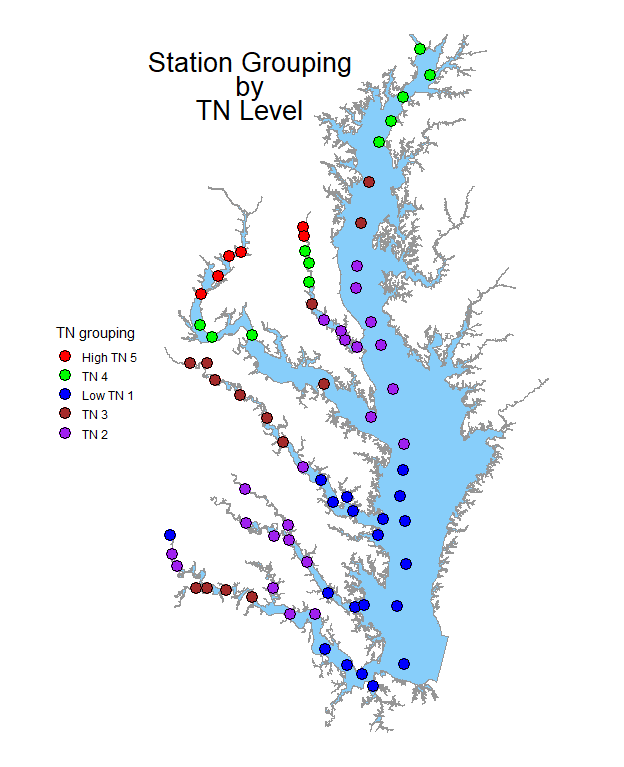 Station Grouping
by
TN Level
TN grouping
High TN 5
TN 4
Low TN 1
TN 3
TN 2